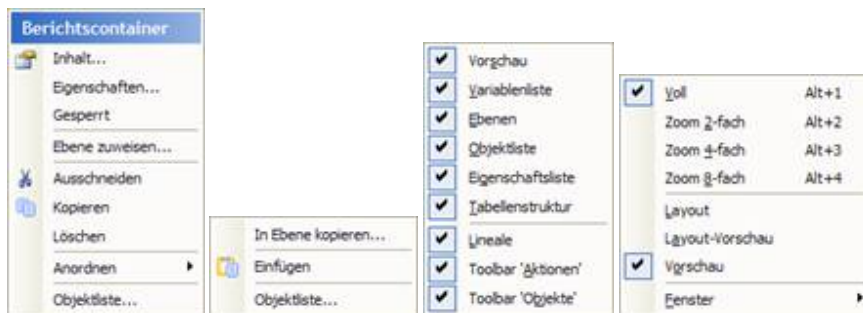 Berichtscontainer
Inhalt...
Eigenschaften...
Gesperrt
Ebene zuweisen...
Ausschneiden
Kopieren
Löschen
Anordnen
Objektliste...
In Ebene kopieren...
Einfügen
Objektliste...
Vorschau
Variablenliste
Ebenen
Objektliste
Eigenschaftsliste
Tabellenstruktur
Lineale
Toolbar 'Aktionen'
Toolbar 'Objekte'
Voll Alt+1
Zoom 2-fach Alt+2
Zoom 4-fach Alt+3
Zoom 8-fach Alt+4
Layout
Layout-Vorschau
Vorschau
Fenster